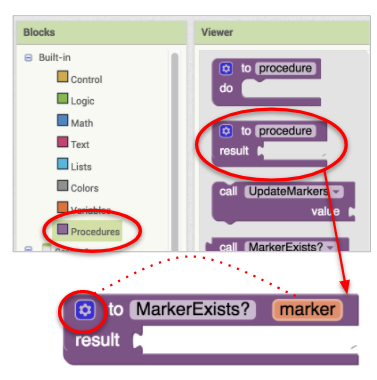 Blocks
Built-in
Control
Logic
Math
Text
Lists
Colors
Variables
Procedures
Viewer
to procedure
do
to procedure
result
call UpdateMarkers
value
call MarkerExists?
to MarkerExists? marker
result